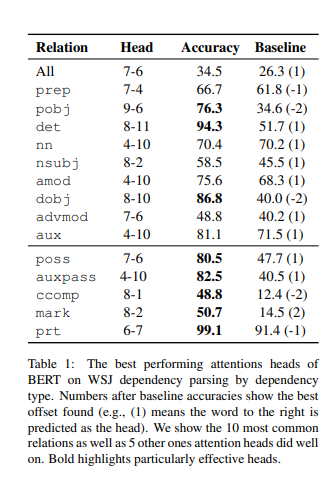 Relation Head Accuracy Baseline
All 7-6 34.5 26.3 (1)
prep 7-4 66.7 61.8 (-1)
pobj 9-6 76.3 34.6 (-2)
det 8-11 94.3 51.7 (1)
nn 4-10 70.4 70.2 (1)
nsubj 8-2 58.5 45.5 (1)
amod 4-10 75.6 68.3 (1)
dobj 8-10 86.8 40.0 (-2)
advmod 7-6 48.8 40.2 (1)
aux 4-10 81.1 71.5 (1)
poss 7-6 80.5 47.7 (1)
auxpass 4-10 82.5 40.5 (1)
ccomp 8-1 48.8 12.4 (-2)
mark 8-2 50.7 14.5 (2)
prt 6-7 99.1 91.4 (-1)
Table 1: The best performing attentions heads of
BERT on WSJ dependency parsing by dependency
type. Numbers after baseline accuracies show the best
offset found (e.g., (1) means the word to the right is
predicted as the head). We show the 10 most common
relations as well as 5 other ones attention heads did well
on. Bold highlights particularly effective heads.